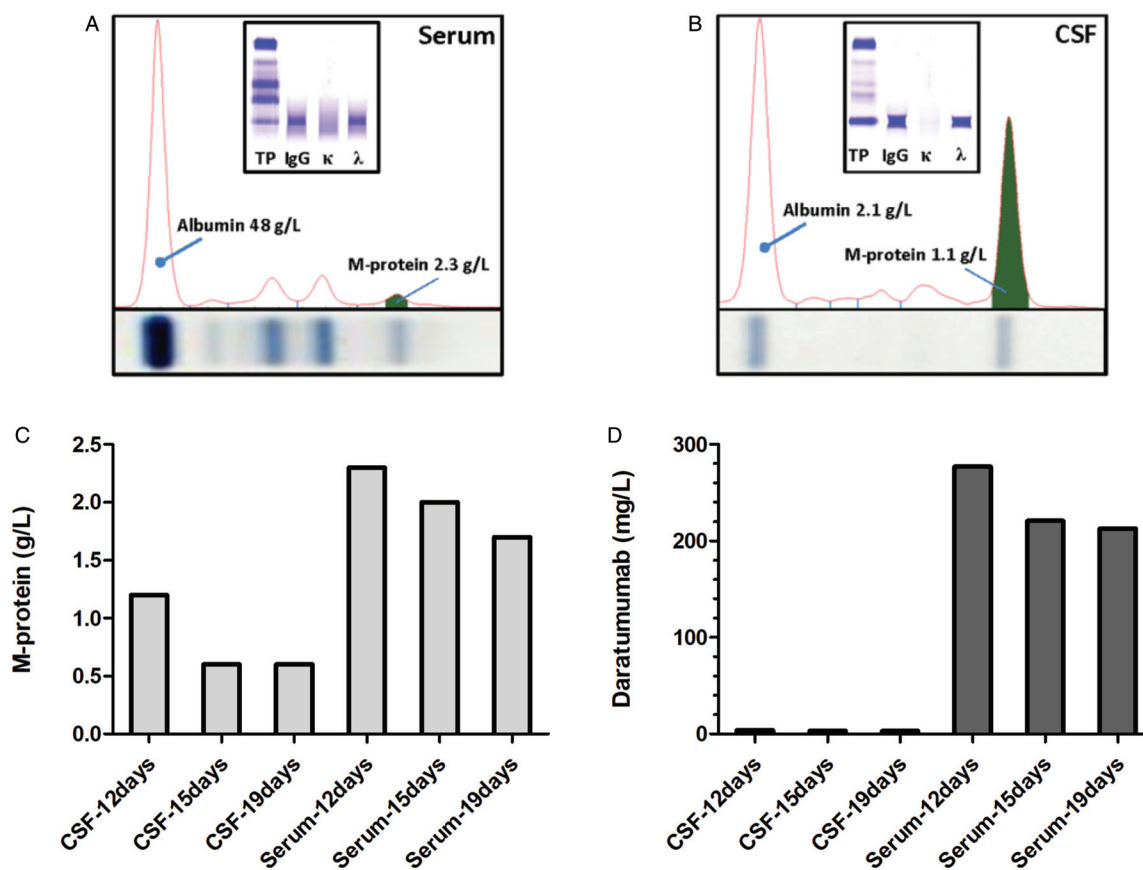 A
Serum
TP IgG κ λ
Albumin 48 g/L
M-protein 2.3 g/L
B
CSF
TP IgG κ λ
Albumin 2.1 g/L
M-protein 1.1 g/L
C
M-protein (g/L)
2.5
2.0
1.5
1.0
0.5
0.0
CSF-12days
CSF-15days
CSF-19days
Serum-12days
Serum-15days
Serum-19days
D
Daratumumab (mg/L)
300
200
100
0
CSF-12days
CSF-15days
CSF-19days
Serum-12days
Serum-15days
Serum-19days